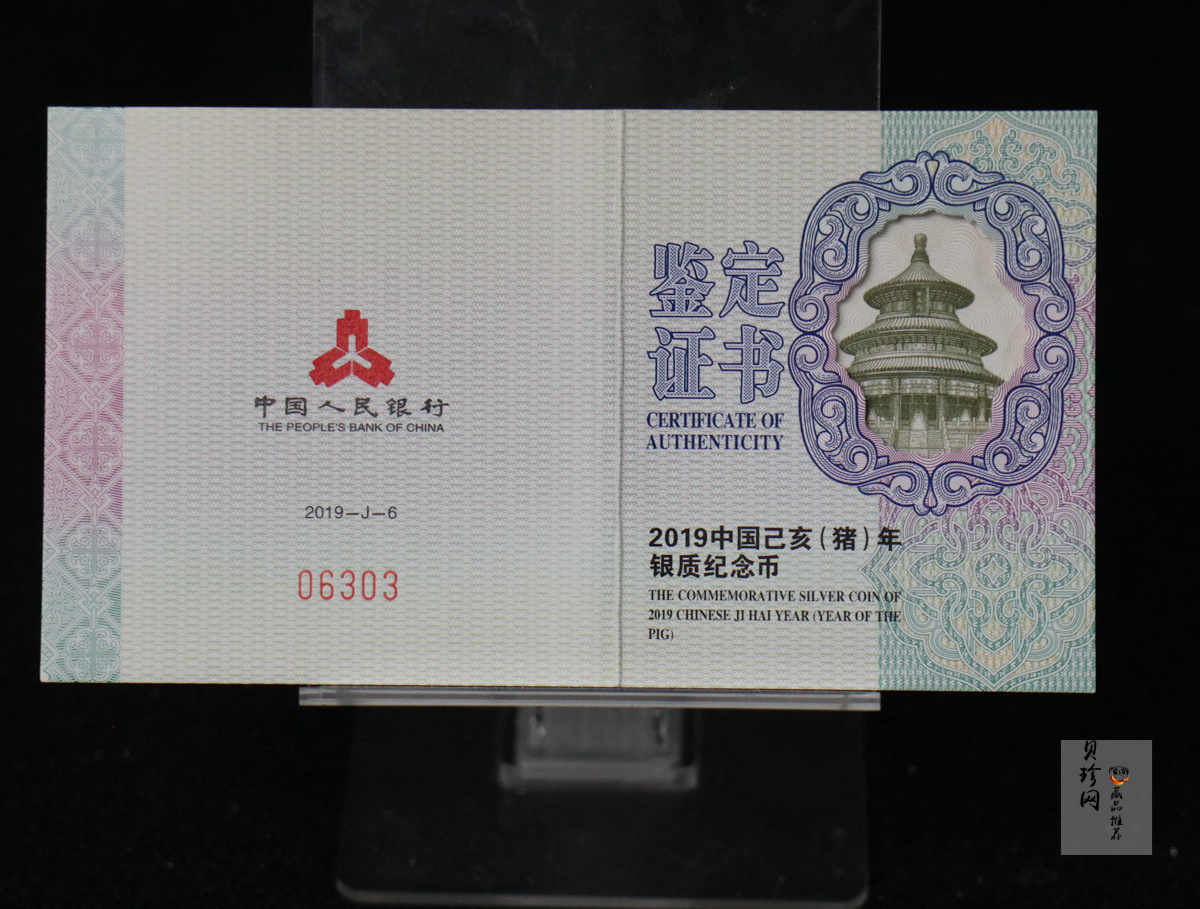 中国人民银行
THE PEOPLE'S BANK OF CHINA
2019-J-6
06303
鉴定
证书
CERTIFICATE OF
AUTHENTICITY
2019中国己亥(猪)年
银质纪念币
THE COMMEMORATIVE SILVER COIN OF
2019 CHINESE JI HAI YEAR (YEAR OF THE
PIG)
贝珍网
藏品推荐